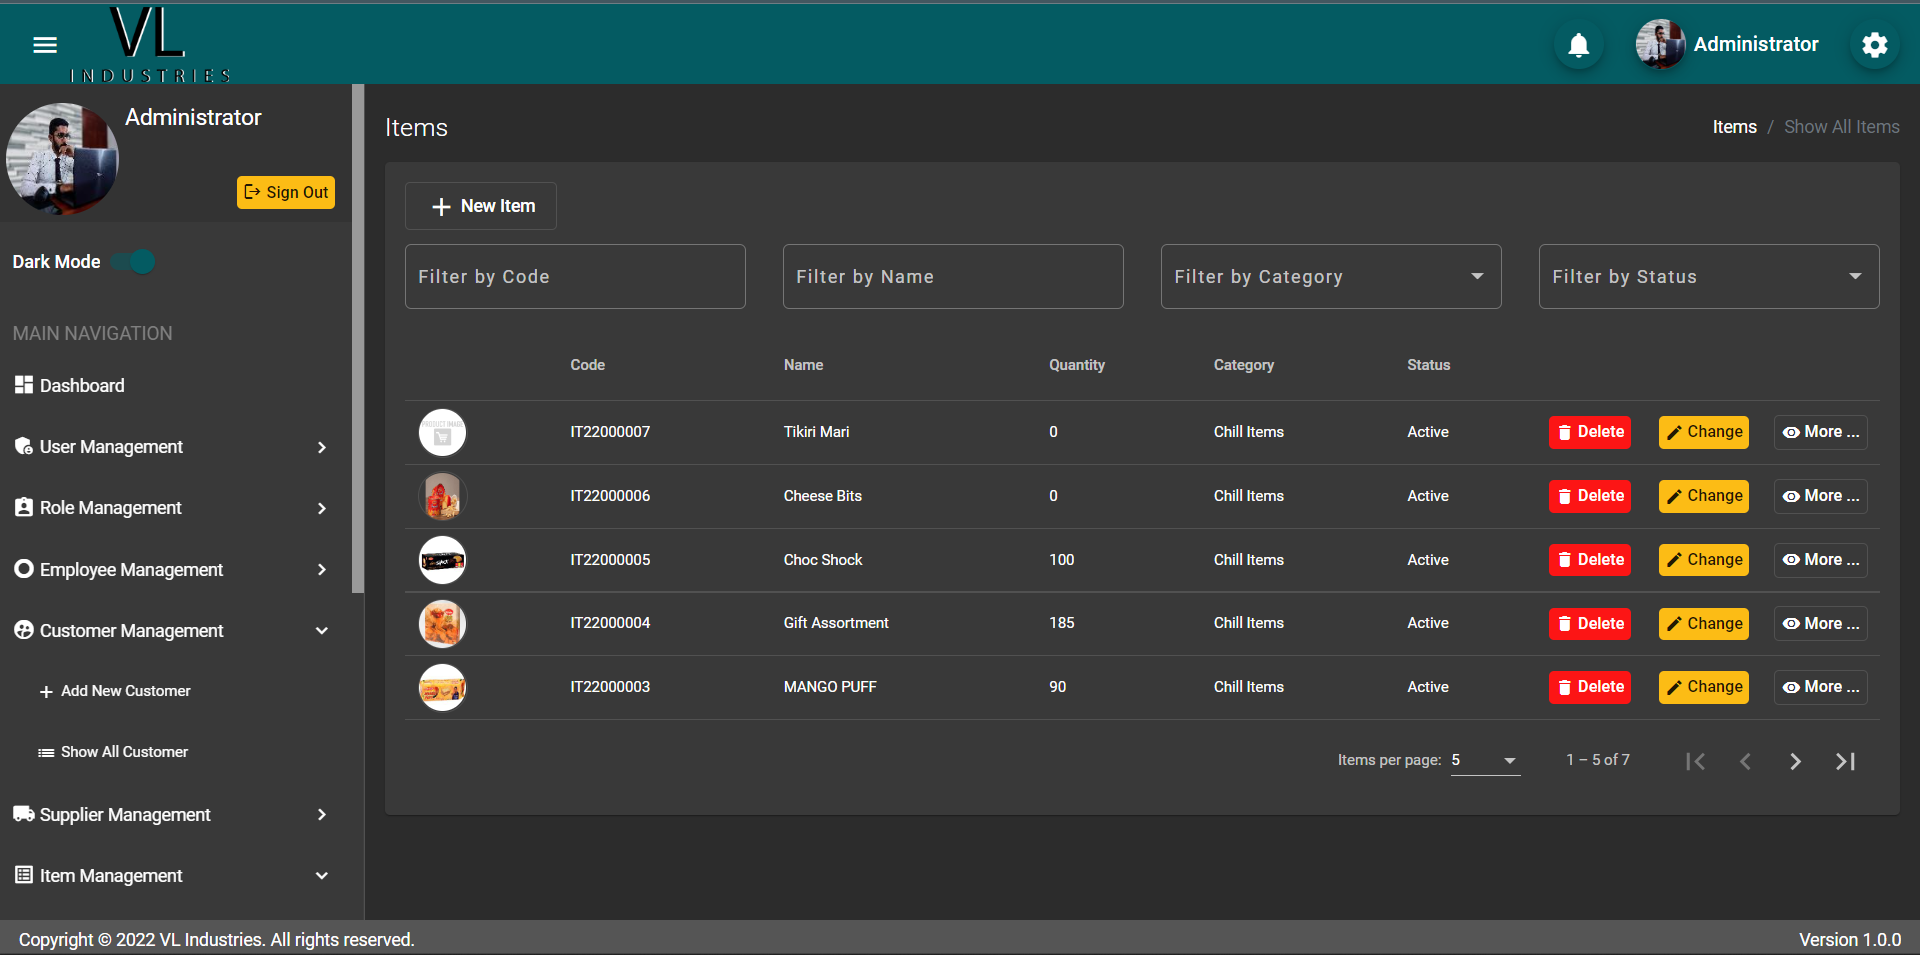 VL
INDUSTRIES
Administrator
Administrator
Sign Out
Dark Mode
MAIN NAVIGATION
Dashboard
User Management
Role Management
Employee Management
Customer Management
Add New Customer
Show All Customer
Supplier Management
Item Management
Items
Items / Show All Items
New Item
Filter by Code Filter by Name Filter by Category Filter by Status
Code Name Quantity Category Status
PRODUCT IMAGE IT22000007 Tikiri Mari 0 Chill Items Active Delete Change More ...
IT22000006 Cheese Bits 0 Chill Items Active Delete Change More ...
IT22000005 Choc Shock 100 Chill Items Active Delete Change More ...
IT22000004 Gift Assortment 185 Chill Items Active Delete Change More ...
IT22000003 MANGO PUFF 90 Chill Items Active Delete Change More ...
Items per page: 5 1 – 5 of 7
Copyright © 2022 VL Industries. All rights reserved. Version 1.0.0